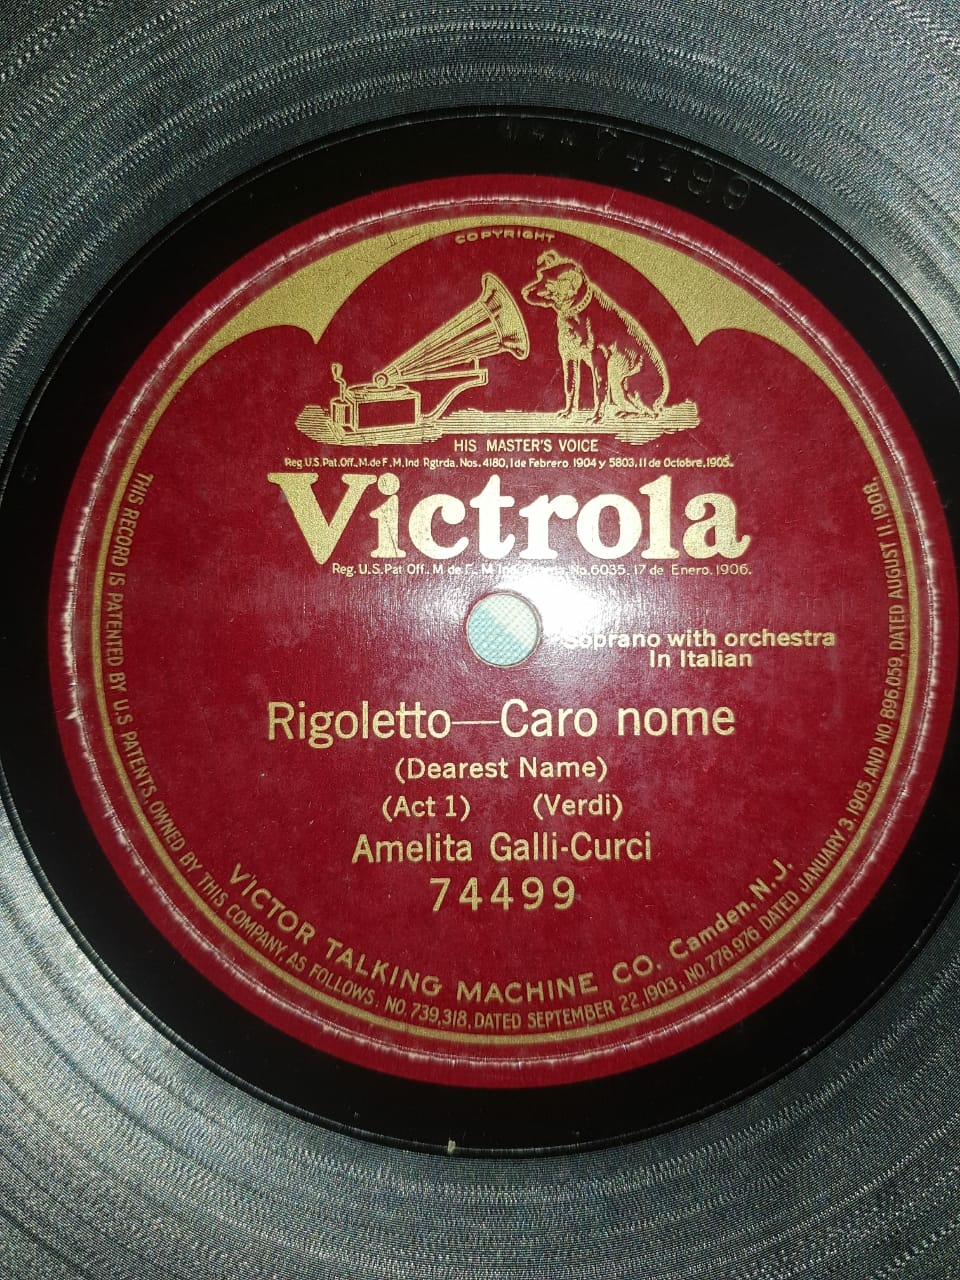 74499
COPYRIGHT
HIS MASTER'S VOICE
Reg. U.S. Pat. Off., M. de F., M. Ind. Rgtrda. Nos. 4180, 1 de Febrero. 1904 y 5803, 11 de Octobre, 1905.
Victrola
Reg. U.S. Pat Off. M de F. M Ind. No. 6035. 17 de Enero. 1906.
Soprano with orchestra
In Italian
Rigoletto—Caro nome
(Dearest Name)
(Act 1) (Verdi)
Amelita Galli-Curci
74499
VICTOR TALKING MACHINE CO. Camden, N.J.
THIS RECORD IS PATENTED BY U.S. PATENTS, OWNED BY THIS COMPANY, AS FOLLOWS: NO. 739,318, DATED SEPTEMBER 22, 1903; NO. 778,976 DATED JANUARY 3, 1905, AND NO. 896,059, DATED AUGUST 11, 1908.